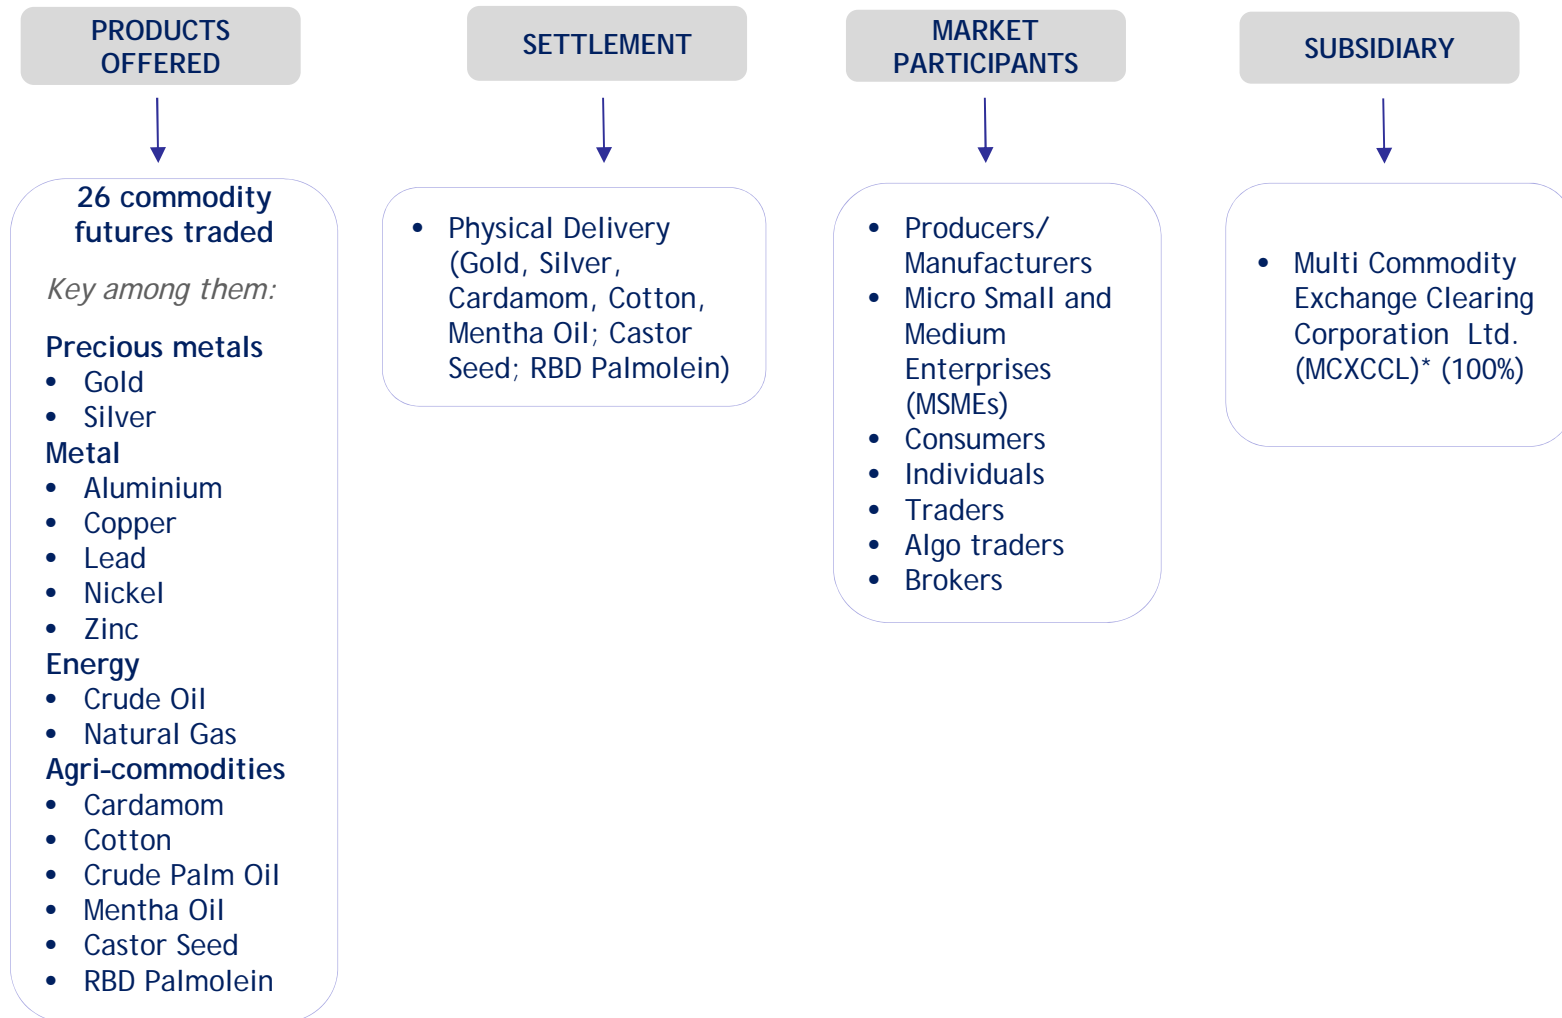 PRODUCTS
OFFERED
26 commodity
futures traded
Key among them:
Precious metals
• Gold
• Silver
Metal
• Aluminium
• Copper
• Lead
• Nickel
• Zinc
Energy
• Crude Oil
• Natural Gas
Agri-commodities
• Cardamom
• Cotton
• Crude Palm Oil
• Mentha Oil
• Castor Seed
• RBD Palmolein
SETTLEMENT
• Physical Delivery
(Gold, Silver,
Cardamom, Cotton,
Mentha Oil; Castor
Seed; RBD Palmolein)
MARKET
PARTICIPANTS
• Producers/
Manufacturers
• Micro Small and
Medium
Enterprises
(MSMEs)
• Consumers
• Individuals
• Traders
• Algo traders
• Brokers
SUBSIDIARY
• Multi Commodity
Exchange Clearing
Corporation Ltd.
(MCXCCL)* (100%)